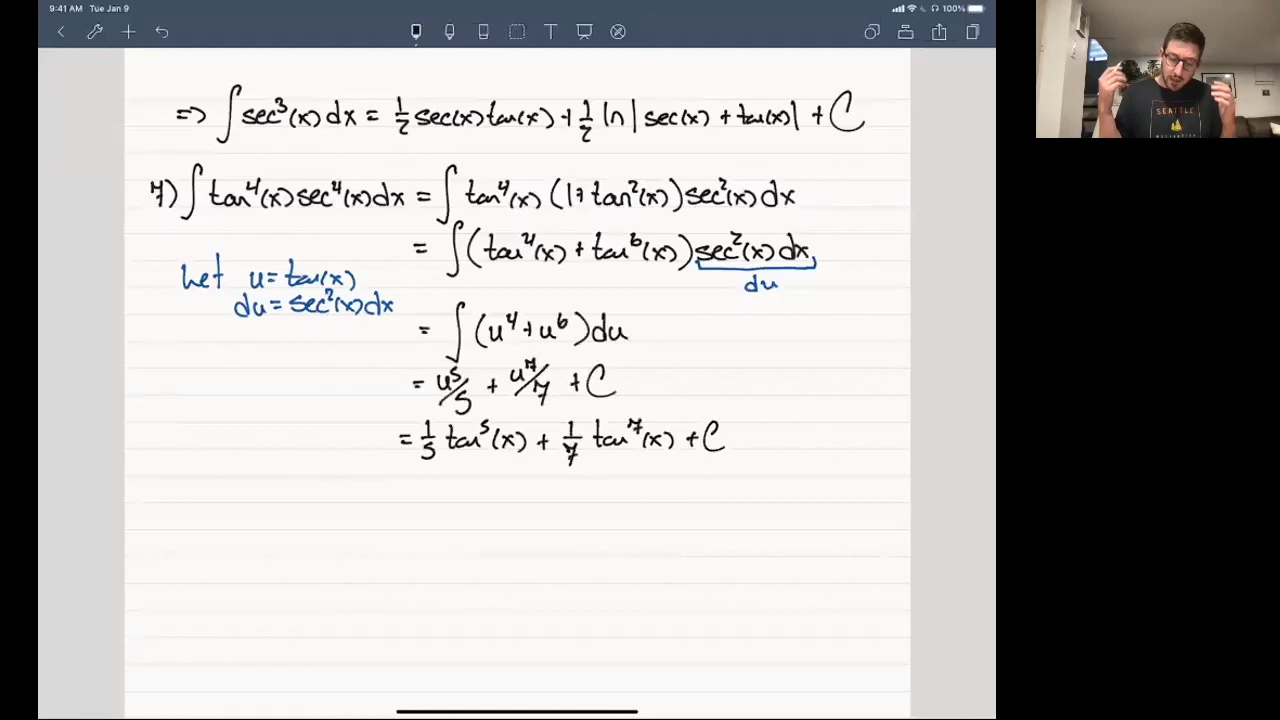 9:41 AM Tue Jan 9
100%
=> ∫ sec³(x) dx = 1/2 sec(x) tan(x) + 1/2 ln | sec(x) + tan(x) | + C
7) ∫ tan⁴(x) sec⁴(x) dx = ∫ tan⁴(x) (1 + tan²(x)) sec²(x) dx
= ∫ (tan⁴(x) + tan⁶(x)) sec²(x) dx
du
Let u = tan(x)
du = sec²(x) dx
= ∫ (u⁴ + u⁶) du
= u⁵/5 + u⁷/7 + C
= 1/5 tan⁵(x) + 1/7 tan⁷(x) + C
SEATTLE